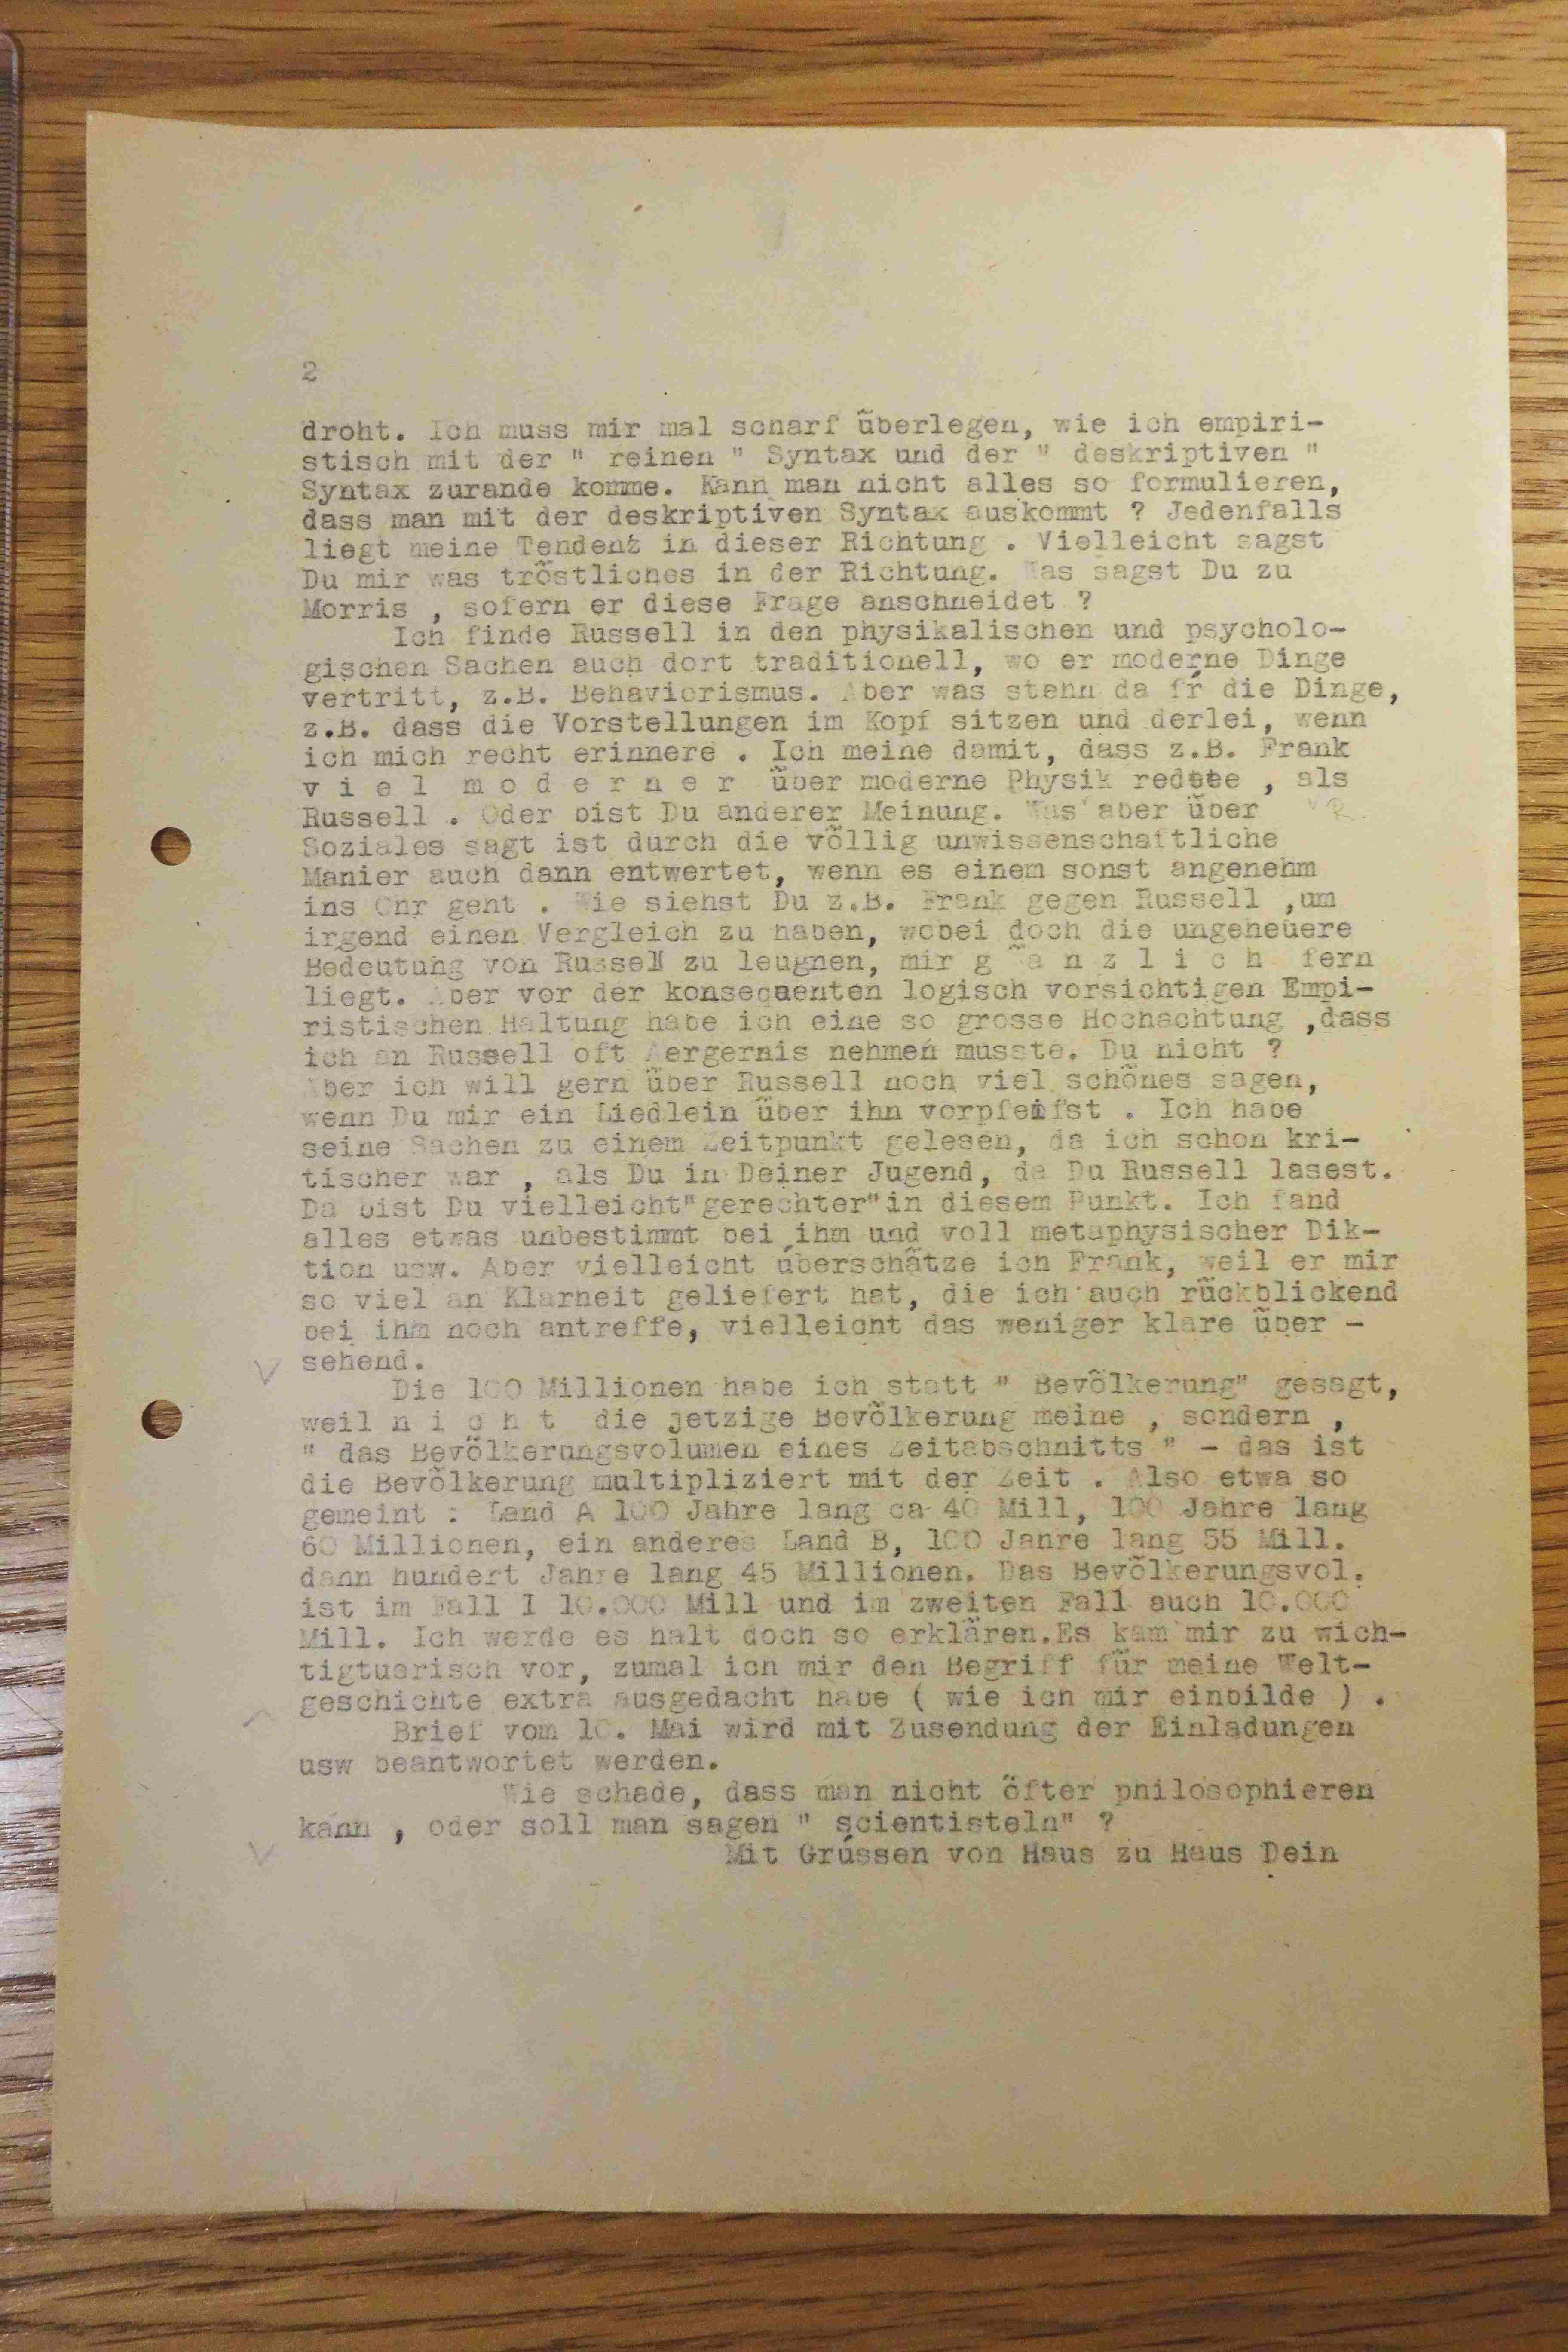 2
droht. Ich muss mir mal scharf überlegen, wie ich empiri-
stisch mit der " reinen " Syntax und der " deskriptiven "
Syntax zurande komme. Kann man nicht alles so formulieren,
dass man mit der deskriptiven Syntax auskommt ? Jedenfalls
liegt meine Tendenz in dieser Richtung . Vielleicht sagst
Du mir was tröstliches in der Richtung. Was sagst Du zu
Morris , sofern er diese Frage anschneidet ?
Ich finde Russell in den physikalischen und psycholo-
gischen Sachen auch dort traditionell, wo er moderne Dinge
vertritt, z.B. Behaviorismus. Aber was stehn da fr die Dinge,
z.B. dass die Vorstellungen im Kopf sitzen und derlei, wenn
ich mich recht erinnere . Ich meine damit, dass z.B. Frank
v i e l m o d e r n e r über moderne Physik redete , als
Russell . Oder bist Du anderer Meinung. Was aber über R.
Soziales sagt ist durch die völlig unwissenschaftliche
Manier auch dann entwertet, wenn es einem sonst angenehm
ins Ohr geht . Wie siehst Du z.B. Frank gegen Russell ,um
irgend einen Vergleich zu haben, wobei doch die ungeheuere
Bedeutung von Russell zu leugnen, mir g ä n z l i c h fern
liegt. Aber vor der konsequenten logisch vorsichtigen Empi-
ristischen Haltung habe ich eine so grosse Hochachtung ,dass
ich an Russell oft Aergernis nehmen musste. Du nicht ?
Aber ich will gern über Russell noch viel schönes sagen,
wenn Du mir ein Liedlein über ihn vorpfeifst . Ich habe
seine Sachen zu einem Zeitpunkt gelesen, da ich schon kri-
tischer war , als Du in Deiner Jugend, da Du Russell lasest.
Da bist Du vielleicht"gerechter"in diesem Punkt. Ich fand
alles etwas unbestimmt bei ihm und voll metaphysischer Dik-
tion usw. Aber vielleicht überschätze ich Frank, weil er mir
so viel an Klarheit geliefert hat, die ich auch rückblickend
bei ihm noch antreffe, vielleicht das weniger klare über -
sehend.
Die 100 Millionen habe ich statt " Bevölkerung" gesagt,
weil n i c h t die jetzige Bevölkerung meine , sondern ,
" das Bevölkerungsvolumen eines Zeitabschnitts " - das ist
die Bevölkerung multipliziert mit der Zeit . Also etwa so
gemeint : Land A 100 Jahre lang ca 40 Mill, 100 Jahre lang
60 Millionen, ein anderes Land B, 100 Jahre lang 55 Mill.
dann hundert Jahre lang 45 Millionen. Das Bevölkerungsvol.
ist im Fall I 10.000 Mill und im zweiten Fall auch 10.000
Mill. Ich werde es halt doch so erklären.Es kam mir zu wich-
tigtuerisch vor, zumal ich mir den Begriff für meine Welt-
geschichte extra ausgedacht habe ( wie ich mir einbilde ) .
Brief vom 10. Mai wird mit Zusendung der Einladungen
usw beantwortet werden.
Wie schade, dass man nicht öfter philosophieren
kann , oder soll man sagen " scientisteln" ?
Mit Grüssen von Haus zu Haus Dein